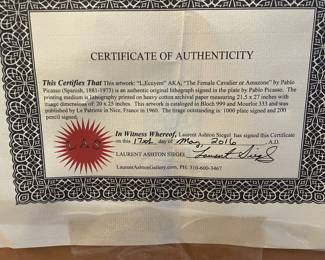 CERTIFICATE OF AUTHENTICITY
This Certifies That This artwork: "L,Ecuyere" AKA, "The Female Cavalier or Amazone" by Pablo
Picasso (Spanish, 1881-1973) is an authentic original lithograph signed in the plate by Pablo Picasso. The
printing medium is lithography printed on heavy cotton archival paper measuring 21.5 x 27 inches with
image dimensions of 20 x 25 inches. This artwork is cataloged in Bloch 999 and Mourlot 333 and was
published by Le Patriote in Nice, France in 1960. The tirage outstanding is: 1000 plate signed and 200
pencil signed.
In Witness Whereof, Laurent Ashton Siegel has signed this Certificate
on this 17th day of May, 2016 A.D.
LAURENT ASHTON SIEGEL Laurent Siegel
LaurentAshtonGallery.com, PH: 310-600-3467